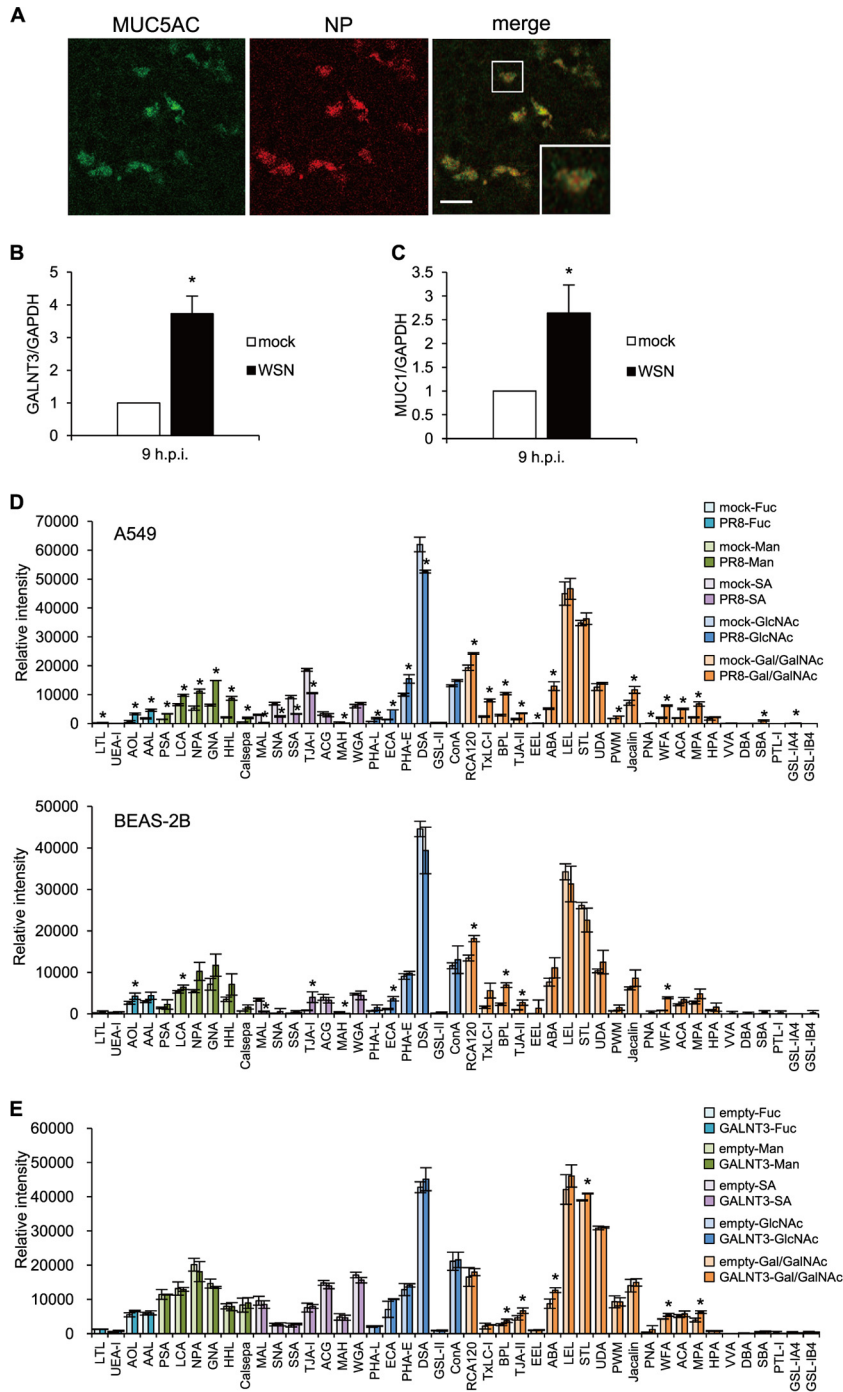 A
MUC5AC NP merge
B
GALNT3/GAPDH
5
4
3
2
1
0
*
9 h.p.i.
mock
WSN
C
MUC1/GAPDH
3.5
3
2.5
2
1.5
1
0.5
0
*
9 h.p.i.
mock
WSN
D
A549
Relative intensity
70000
60000
50000
40000
30000
20000
10000
0
mock-Fuc
PR8-Fuc
mock-Man
PR8-Man
mock-SA
PR8-SA
mock-GlcNAc
PR8-GlcNAc
mock-Gal/GalNAc
PR8-Gal/GalNAc
* * * * * * * * * * * * * * * * * * * * * * * * * * * * * * * * *
LTL UEA-I AOL AAL PSA LCA NPA GNA HHL Calsepa MAL SNA SSA TJA-I ACG MAH WGA PHA-L ECA PHA-E DSA GSL-II ConA RCA120 TxLC-I BPL TJA-II EEL ABA LEL STL UDA PWM Jacalin PNA WFA ACA MPA HPA VVA DBA SBA PTL-I GSL-IA4 GSL-IB4
BEAS-2B
Relative intensity
50000
40000
30000
20000
10000
0
* * * * * * * * * *
LTL UEA-I AOL AAL PSA LCA NPA GNA HHL Calsepa MAL SNA SSA TJA-I ACG MAH WGA PHA-L ECA PHA-E DSA GSL-II ConA RCA120 TxLC-I BPL TJA-II EEL ABA LEL STL UDA PWM Jacalin PNA WFA ACA MPA HPA VVA DBA SBA PTL-I GSL-IA4 GSL-IB4
E
Relative intensity
60000
50000
40000
30000
20000
10000
0
empty-Fuc
GALNT3-Fuc
empty-Man
GALNT3-Man
empty-SA
GALNT3-SA
empty-GlcNAc
GALNT3-GlcNAc
empty-Gal/GalNAc
GALNT3-Gal/GalNAc
* * * * * *
LTL UEA-I AOL AAL PSA LCA NPA GNA HHL Calsepa MAL SNA SSA TJA-I ACG MAH WGA PHA-L ECA PHA-E DSA GSL-II ConA RCA120 TxLC-I BPL TJA-II EEL ABA LEL STL UDA PWM Jacalin PNA WFA ACA MPA HPA VVA DBA SBA PTL-I GSL-IA4 GSL-IB4